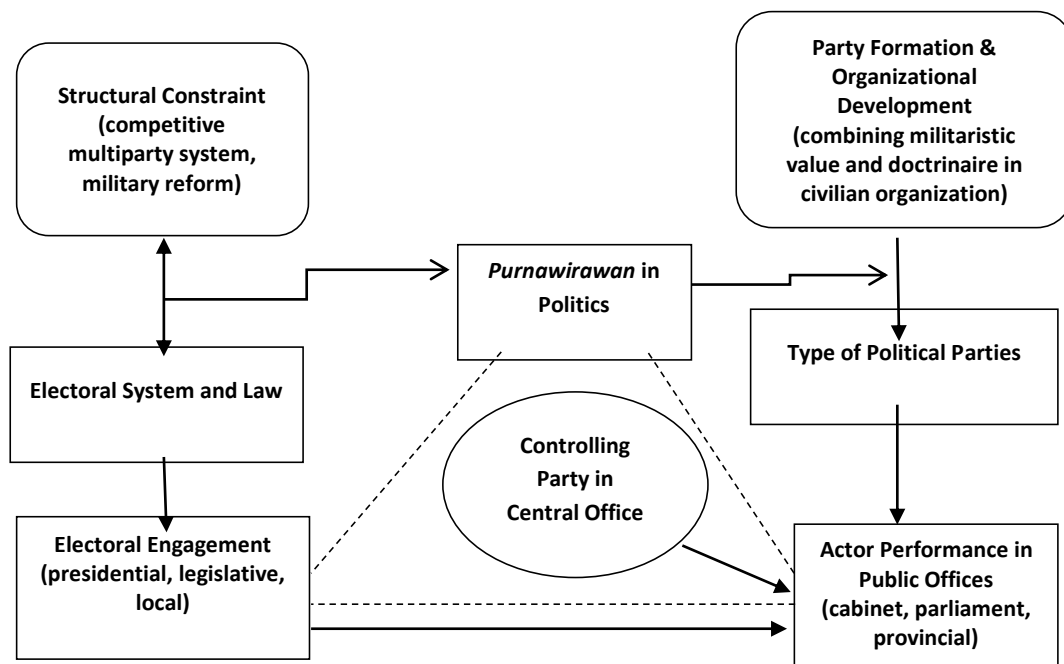 Structural Constraint
(competitive
multiparty system,
military reform)
Party Formation &
Organizational
Development
(combining militaristic
value and doctrinaire in
civilian organization)
Purnawirawan in
Politics
Electoral System and Law
Type of Political Parties
Controlling
Party in
Central Office
Electoral Engagement
(presidential, legislative,
local)
Actor Performance in
Public Offices
(cabinet, parliament,
provincial)